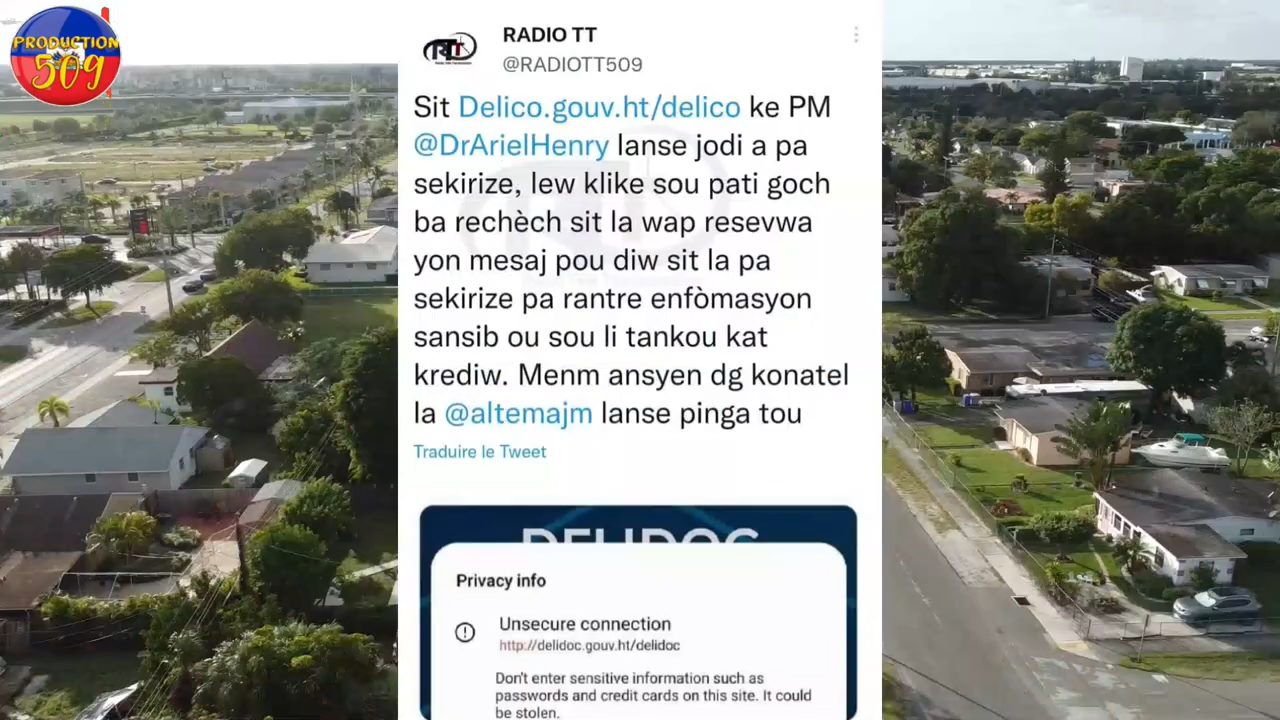 PRODUCTION
509
RADIO TT
@RADIOTT509
Sit Delico.gouv.ht/delico ke PM
@DrArielHenry lanse jodi a pa
sekirize, lew klike sou pati goch
ba rechèch sit la wap resevwa
yon mesaj pou diw sit la pa
sekirize pa rantre enfòmasyon
sansib ou sou li tankou kat
krediw. Menm ansyen dg konatel
la @altemajm lanse pinga tou
Traduire le Tweet
DELIDOC
Privacy info
Unsecure connection
http://delidoc.gouv.ht/delidoc
Don't enter sensitive information such as
passwords and credit cards on this site. It could
be stolen.